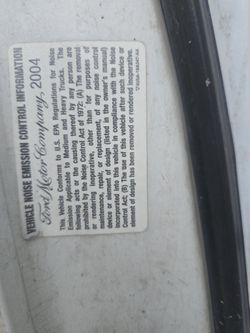 VEHICLE NOISE EMISSION CONTROL INFORMATION
Ford Motor Company, 2004
This Vehicle Conforms to U.S. EPA Regulations for Noise
Emission Applicable to Medium and Heavy Trucks. The
following acts or the causing thereof by any person are
prohibited by the Noise Control Act of 1972: (A) The removal
or rendering inoperative, other than for purposes of
maintenance, repair, or replacement, of any noise control
device or element of design (listed in the owner's manual)
incorporated into this vehicle in compliance with the Noise
Control Act; (B) The use of this vehicle after such device or
element of design has been removed or rendered inoperative.